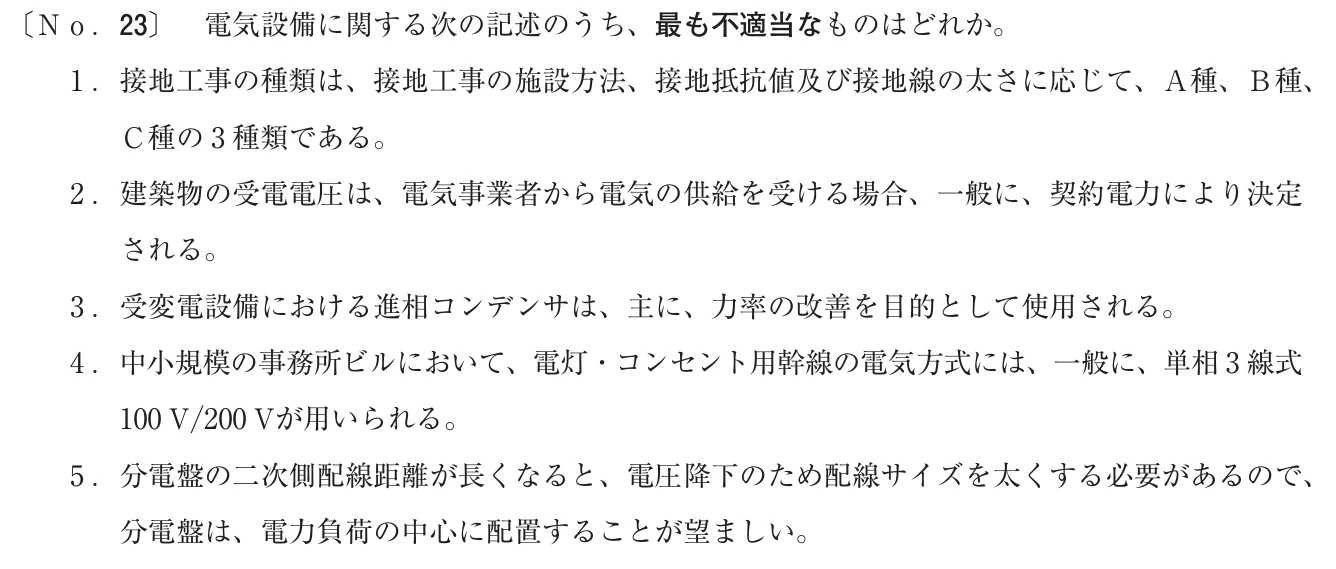 〔Ｎｏ．23〕　電気設備に関する次の記述のうち、最も不適当なものはどれか。
１．接地工事の種類は、接地工事の施設方法、接地抵抗値及び接地線の太さに応じて、Ａ種、Ｂ種、
Ｃ種の３種類である。
２．建築物の受電電圧は、電気事業者から電気の供給を受ける場合、一般に、契約電力により決定
される。
３．受変電設備における進相コンデンサは、主に、力率の改善を目的として使用される。
４．中小規模の事務所ビルにおいて、電灯・コンセント用幹線の電気方式には、一般に、単相３線式
100 V/200 Vが用いられる。
５．分電盤の二次側配線距離が長くなると、電圧降下のため配線サイズを太くする必要があるので、
分電盤は、電力負荷の中心に配置することが望ましい。